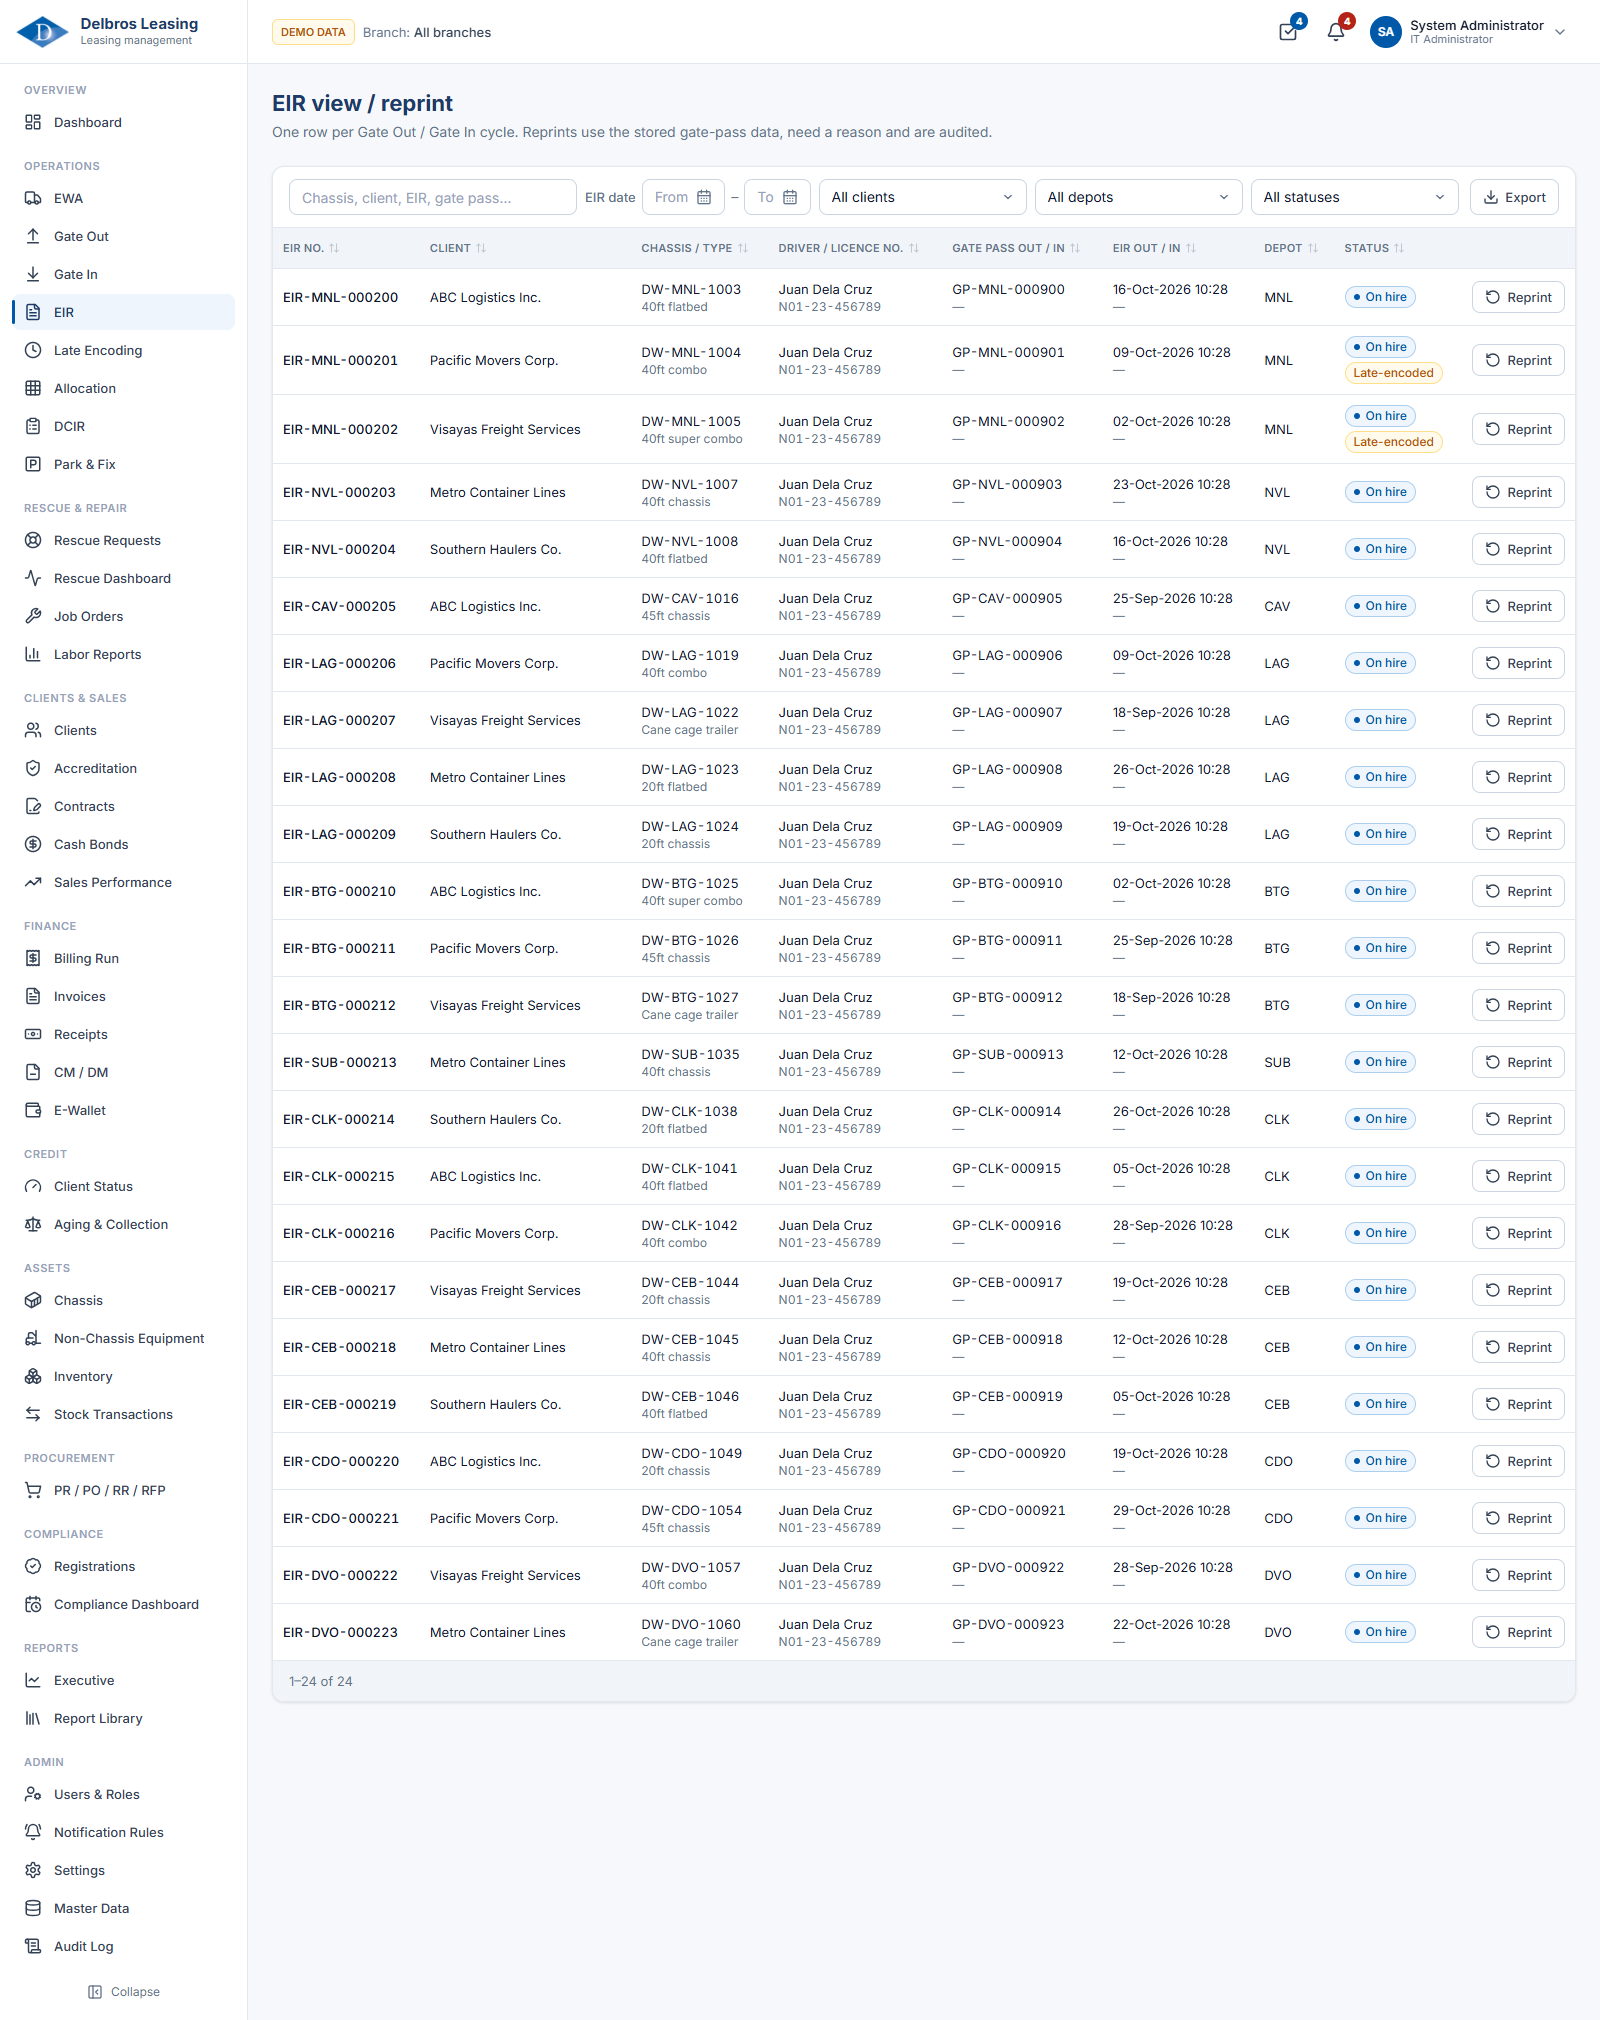 Delbros Leasing
Leasing management
DEMO DATA Branch: All branches
4
4
SA
System Administrator
IT Administrator
OVERVIEW
Dashboard
OPERATIONS
EWA
Gate Out
Gate In
EIR
Late Encoding
Allocation
DCIR
Park & Fix
RESCUE & REPAIR
Rescue Requests
Rescue Dashboard
Job Orders
Labor Reports
CLIENTS & SALES
Clients
Accreditation
Contracts
Cash Bonds
Sales Performance
FINANCE
Billing Run
Invoices
Receipts
CM / DM
E-Wallet
CREDIT
Client Status
Aging & Collection
ASSETS
Chassis
Non-Chassis Equipment
Inventory
Stock Transactions
PROCUREMENT
PR / PO / RR / RFP
COMPLIANCE
Registrations
Compliance Dashboard
REPORTS
Executive
Report Library
ADMIN
Users & Roles
Notification Rules
Settings
Master Data
Audit Log
Collapse
EIR view / reprint
One row per Gate Out / Gate In cycle. Reprints use the stored gate-pass data, need a reason and are audited.
Chassis, client, EIR, gate pass... EIR date From – To All clients All depots All statuses Export
EIR NO. CLIENT CHASSIS / TYPE DRIVER / LICENCE NO. GATE PASS OUT / IN EIR OUT / IN DEPOT STATUS
EIR-MNL-000200 ABC Logistics Inc. DW-MNL-1003 Juan Dela Cruz GP-MNL-000900 16-Oct-2026 10:28 MNL On hire Reprint
40ft flatbed N01-23-456789 — —
EIR-MNL-000201 Pacific Movers Corp. DW-MNL-1004 Juan Dela Cruz GP-MNL-000901 09-Oct-2026 10:28 MNL On hire Reprint
40ft combo N01-23-456789 — — Late-encoded
EIR-MNL-000202 Visayas Freight Services DW-MNL-1005 Juan Dela Cruz GP-MNL-000902 02-Oct-2026 10:28 MNL On hire Reprint
40ft super combo N01-23-456789 — — Late-encoded
EIR-NVL-000203 Metro Container Lines DW-NVL-1007 Juan Dela Cruz GP-NVL-000903 23-Oct-2026 10:28 NVL On hire Reprint
40ft chassis N01-23-456789 — —
EIR-NVL-000204 Southern Haulers Co. DW-NVL-1008 Juan Dela Cruz GP-NVL-000904 16-Oct-2026 10:28 NVL On hire Reprint
40ft flatbed N01-23-456789 — —
EIR-CAV-000205 ABC Logistics Inc. DW-CAV-1016 Juan Dela Cruz GP-CAV-000905 25-Sep-2026 10:28 CAV On hire Reprint
45ft chassis N01-23-456789 — —
EIR-LAG-000206 Pacific Movers Corp. DW-LAG-1019 Juan Dela Cruz GP-LAG-000906 09-Oct-2026 10:28 LAG On hire Reprint
40ft combo N01-23-456789 — —
EIR-LAG-000207 Visayas Freight Services DW-LAG-1022 Juan Dela Cruz GP-LAG-000907 18-Sep-2026 10:28 LAG On hire Reprint
Cane cage trailer N01-23-456789 — —
EIR-LAG-000208 Metro Container Lines DW-LAG-1023 Juan Dela Cruz GP-LAG-000908 26-Oct-2026 10:28 LAG On hire Reprint
20ft flatbed N01-23-456789 — —
EIR-LAG-000209 Southern Haulers Co. DW-LAG-1024 Juan Dela Cruz GP-LAG-000909 19-Oct-2026 10:28 LAG On hire Reprint
20ft chassis N01-23-456789 — —
EIR-BTG-000210 ABC Logistics Inc. DW-BTG-1025 Juan Dela Cruz GP-BTG-000910 02-Oct-2026 10:28 BTG On hire Reprint
40ft super combo N01-23-456789 — —
EIR-BTG-000211 Pacific Movers Corp. DW-BTG-1026 Juan Dela Cruz GP-BTG-000911 25-Sep-2026 10:28 BTG On hire Reprint
45ft chassis N01-23-456789 — —
EIR-BTG-000212 Visayas Freight Services DW-BTG-1027 Juan Dela Cruz GP-BTG-000912 18-Sep-2026 10:28 BTG On hire Reprint
Cane cage trailer N01-23-456789 — —
EIR-SUB-000213 Metro Container Lines DW-SUB-1035 Juan Dela Cruz GP-SUB-000913 12-Oct-2026 10:28 SUB On hire Reprint
40ft chassis N01-23-456789 — —
EIR-CLK-000214 Southern Haulers Co. DW-CLK-1038 Juan Dela Cruz GP-CLK-000914 26-Oct-2026 10:28 CLK On hire Reprint
20ft flatbed N01-23-456789 — —
EIR-CLK-000215 ABC Logistics Inc. DW-CLK-1041 Juan Dela Cruz GP-CLK-000915 05-Oct-2026 10:28 CLK On hire Reprint
40ft flatbed N01-23-456789 — —
EIR-CLK-000216 Pacific Movers Corp. DW-CLK-1042 Juan Dela Cruz GP-CLK-000916 28-Sep-2026 10:28 CLK On hire Reprint
40ft combo N01-23-456789 — —
EIR-CEB-000217 Visayas Freight Services DW-CEB-1044 Juan Dela Cruz GP-CEB-000917 19-Oct-2026 10:28 CEB On hire Reprint
20ft chassis N01-23-456789 — —
EIR-CEB-000218 Metro Container Lines DW-CEB-1045 Juan Dela Cruz GP-CEB-000918 12-Oct-2026 10:28 CEB On hire Reprint
40ft chassis N01-23-456789 — —
EIR-CEB-000219 Southern Haulers Co. DW-CEB-1046 Juan Dela Cruz GP-CEB-000919 05-Oct-2026 10:28 CEB On hire Reprint
40ft flatbed N01-23-456789 — —
EIR-CDO-000220 ABC Logistics Inc. DW-CDO-1049 Juan Dela Cruz GP-CDO-000920 19-Oct-2026 10:28 CDO On hire Reprint
20ft chassis N01-23-456789 — —
EIR-CDO-000221 Pacific Movers Corp. DW-CDO-1054 Juan Dela Cruz GP-CDO-000921 29-Oct-2026 10:28 CDO On hire Reprint
45ft chassis N01-23-456789 — —
EIR-DVO-000222 Visayas Freight Services DW-DVO-1057 Juan Dela Cruz GP-DVO-000922 28-Sep-2026 10:28 DVO On hire Reprint
40ft combo N01-23-456789 — —
EIR-DVO-000223 Metro Container Lines DW-DVO-1060 Juan Dela Cruz GP-DVO-000923 22-Oct-2026 10:28 DVO On hire Reprint
Cane cage trailer N01-23-456789 — —
1–24 of 24